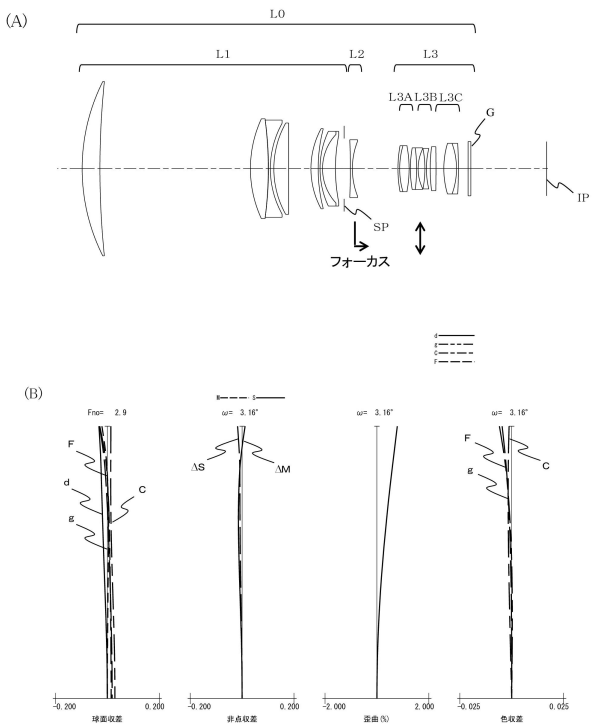 (A)
L0
L1 L2 L3
L3A L3B L3C
G
SP
IP
フォーカス
d
g
C
F
(B)
M S
Fno= 2.9
ω= 3.16°
ω= 3.16°
ω= 3.16°
F
d
g
C
ΔS
ΔM
F
g
C
-0.200 0.200
球面収差
-0.200 0.200
非点収差
-2.000 2.000
歪曲(%)
-0.025 0.025
色収差